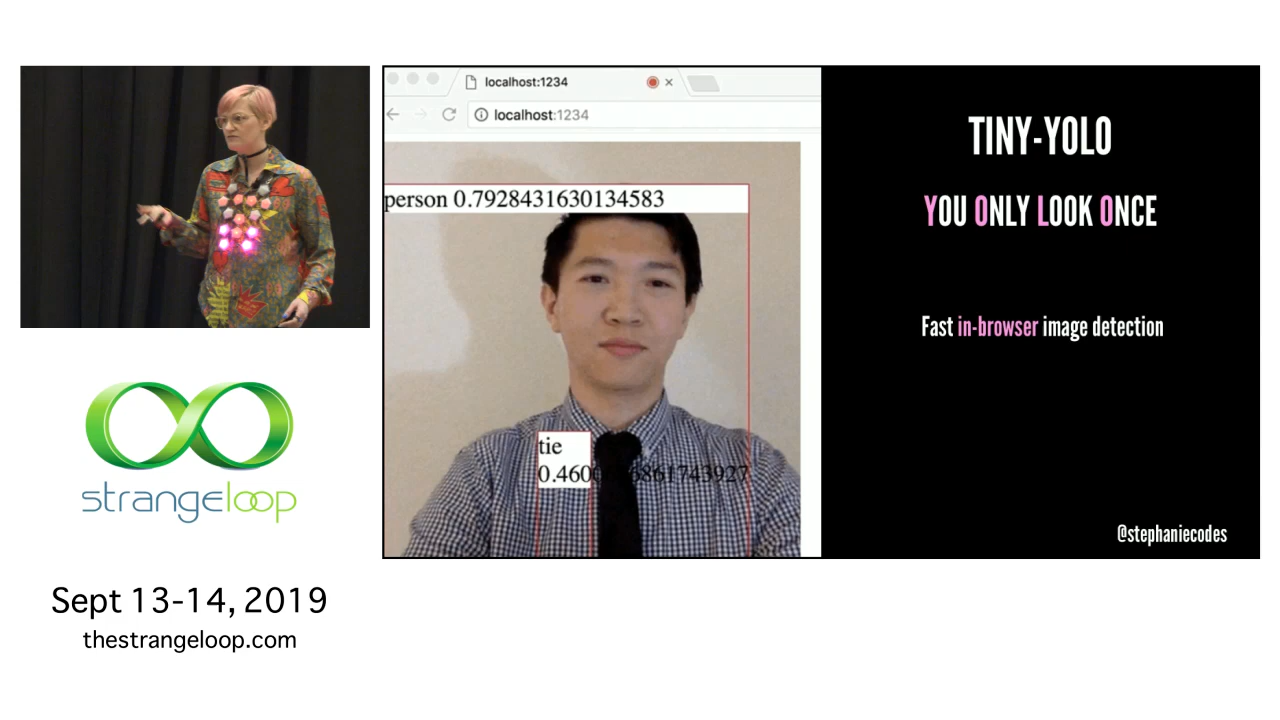 localhost:1234
localhost:1234
person 0.7928431630134583
tie
TINY-YOLO
YOU ONLY LOOK ONCE
Fast in-browser image detection
@stephaniecodes
strangeloop
Sept 13-14, 2019
thestrangeloop.com